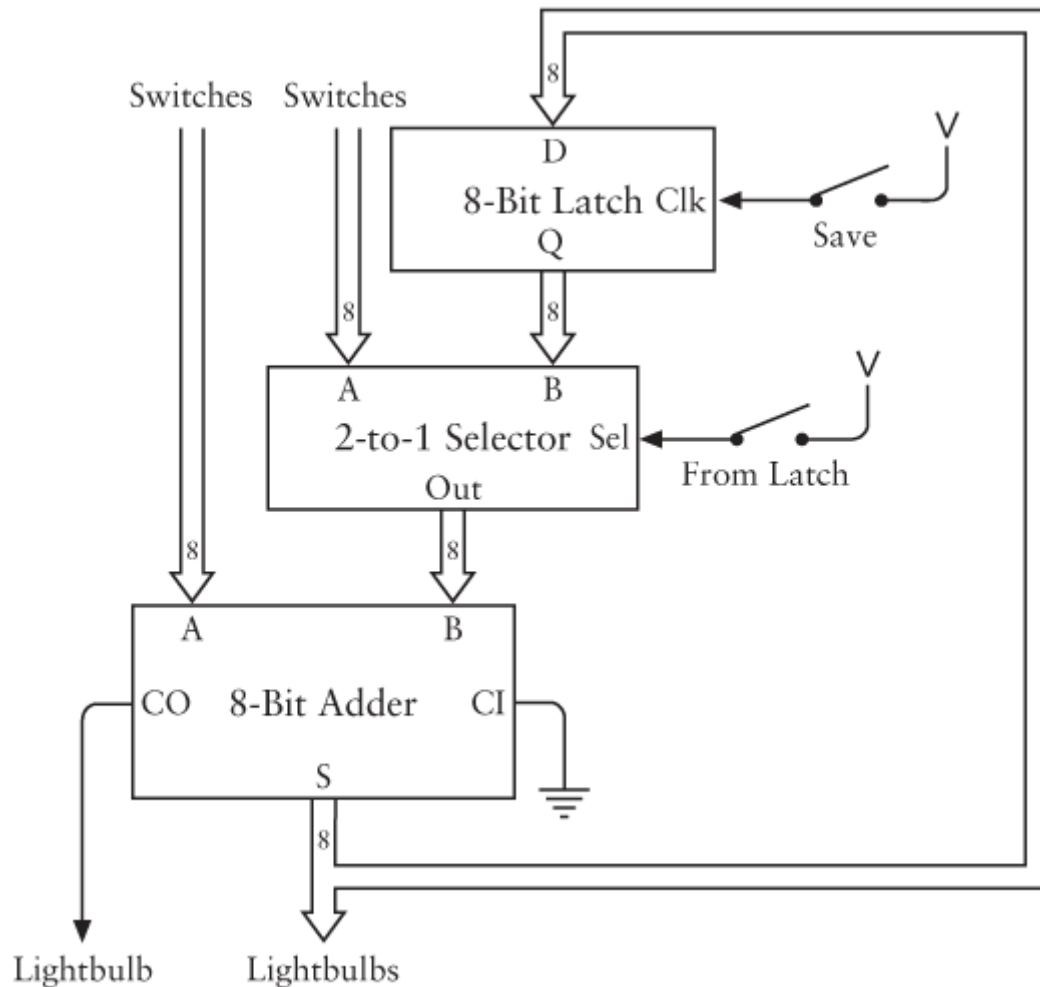 8
Switches Switches
V
D
8-Bit Latch Clk
Save
Q
8 8
V
A B
2-to-1 Selector Sel
From Latch
Out
8 8
A B
CO 8-Bit Adder CI
S
8
Lightbulb Lightbulbs